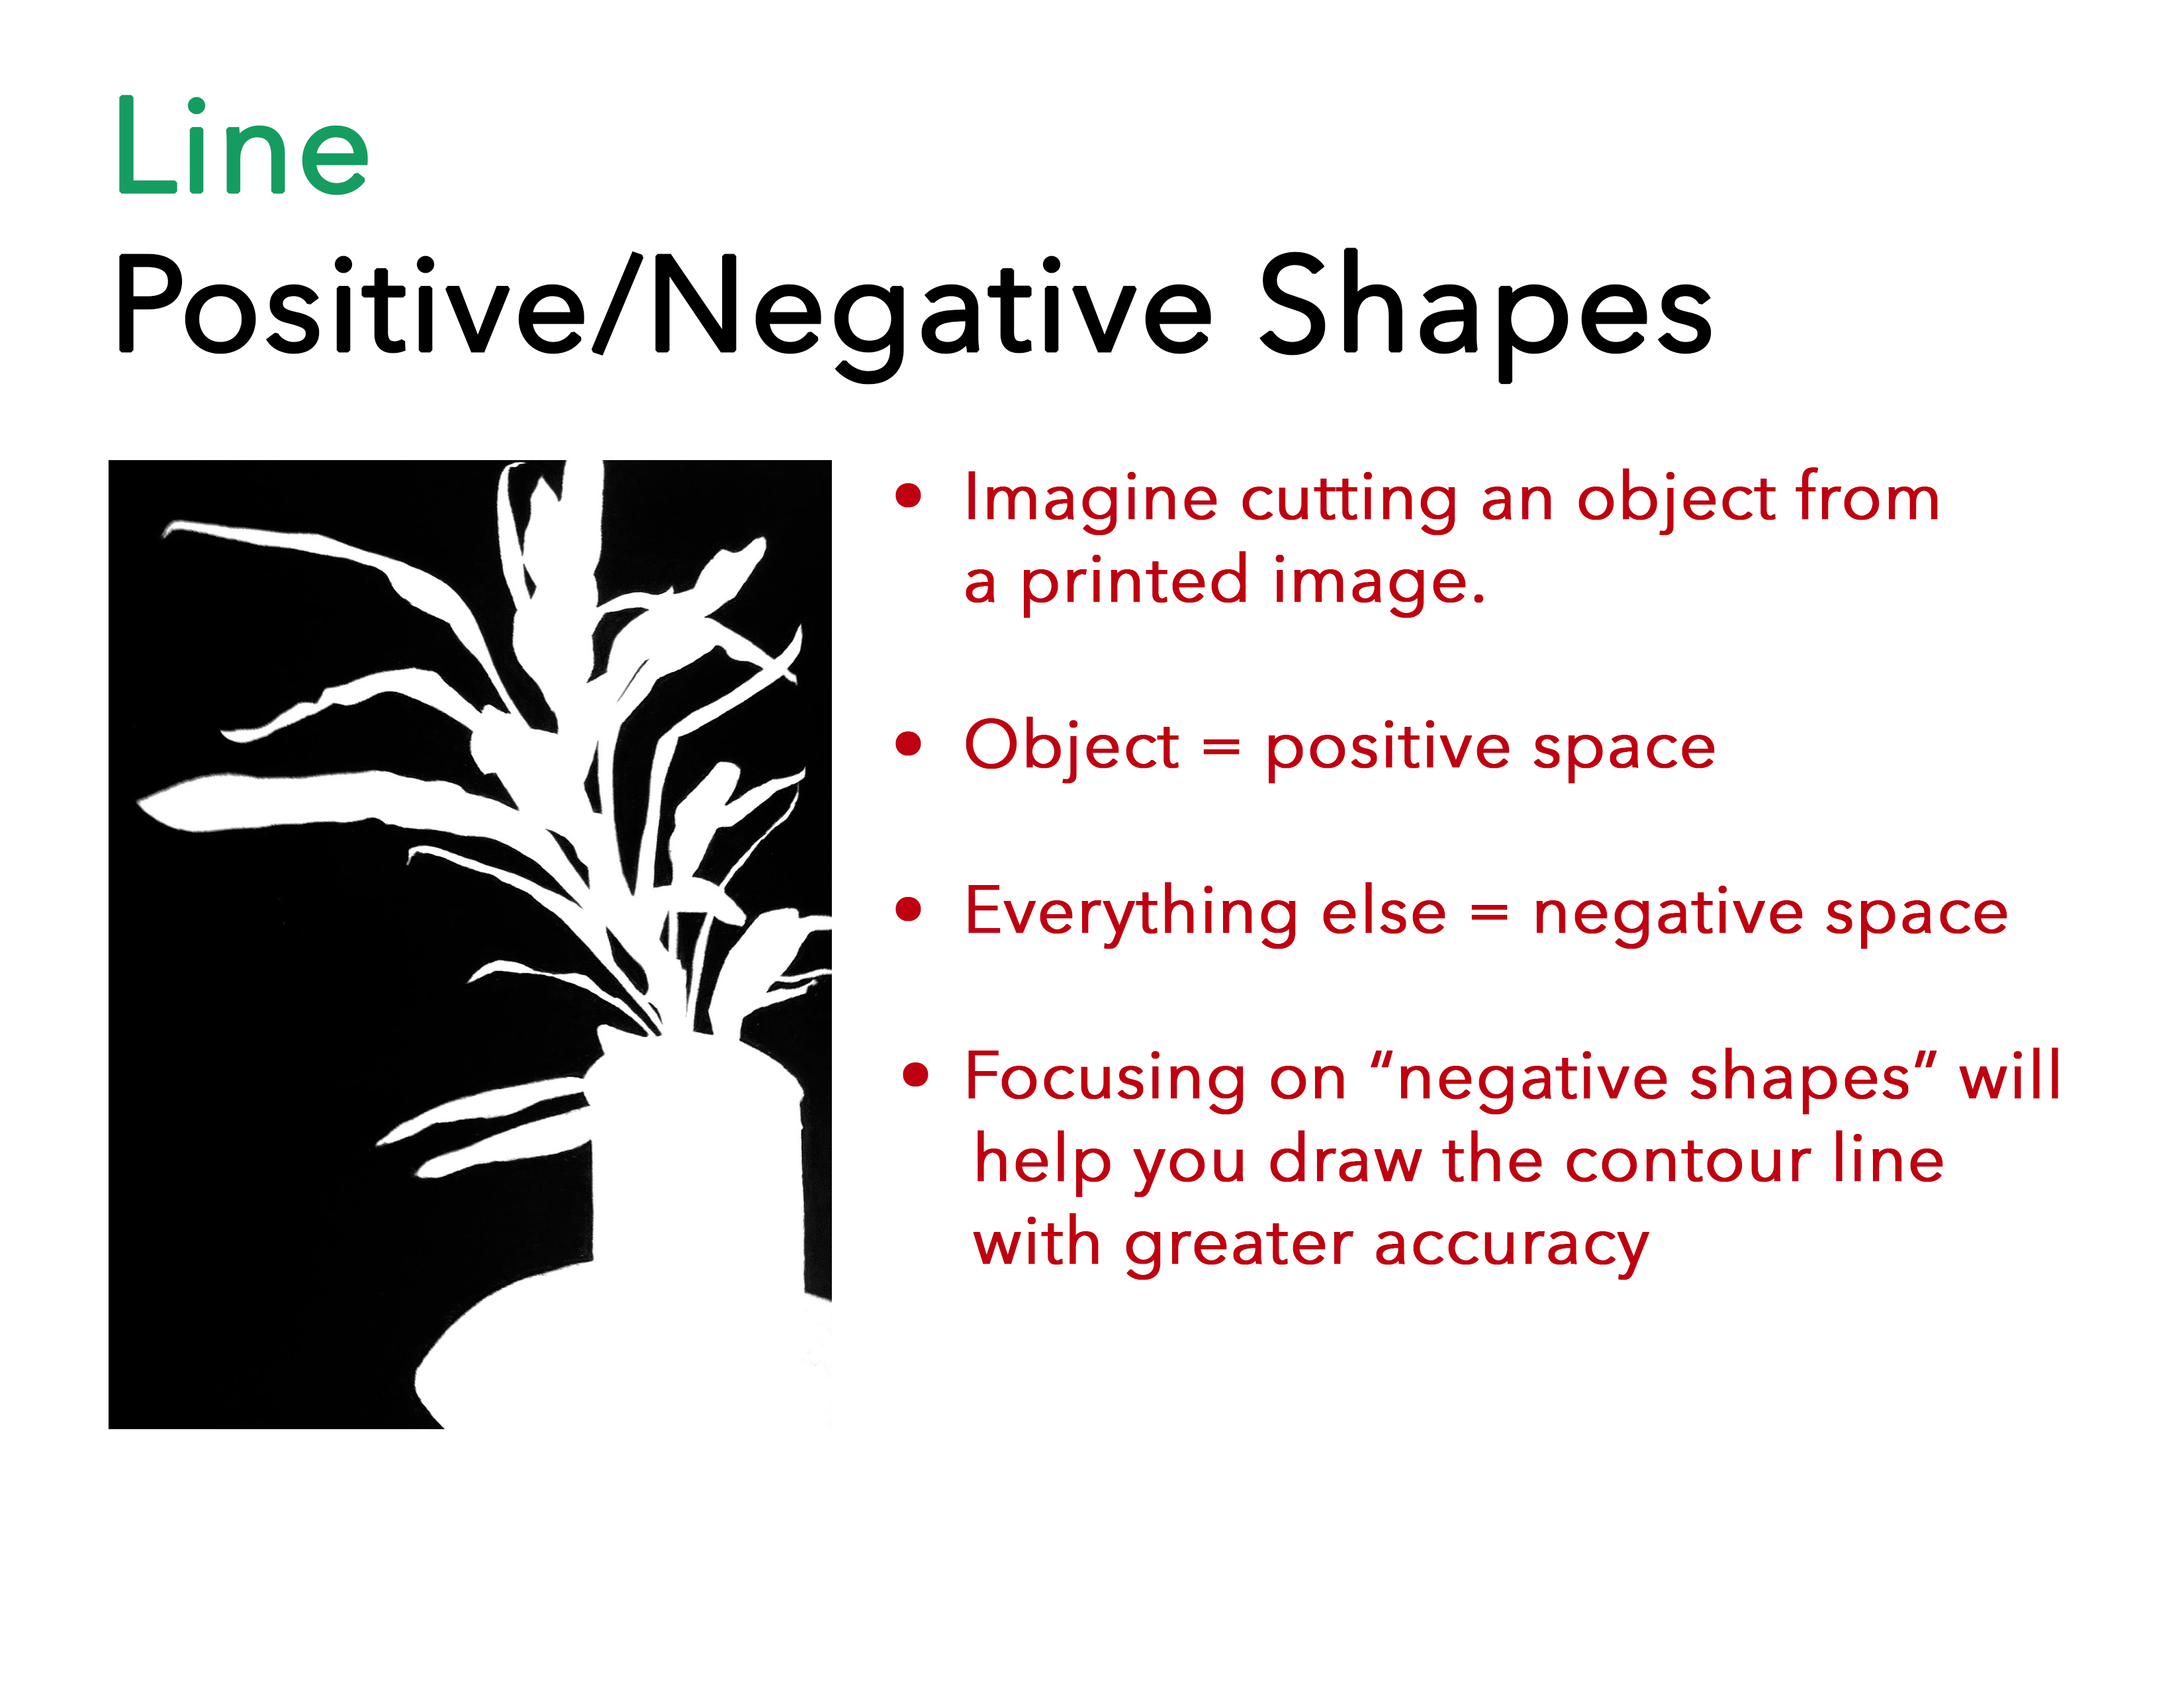 Line
Positive/Negative Shapes
• Imagine cutting an object from
a printed image.
• Object = positive space
• Everything else = negative space
• Focusing on “negative shapes” will
help you draw the contour line
with greater accuracy